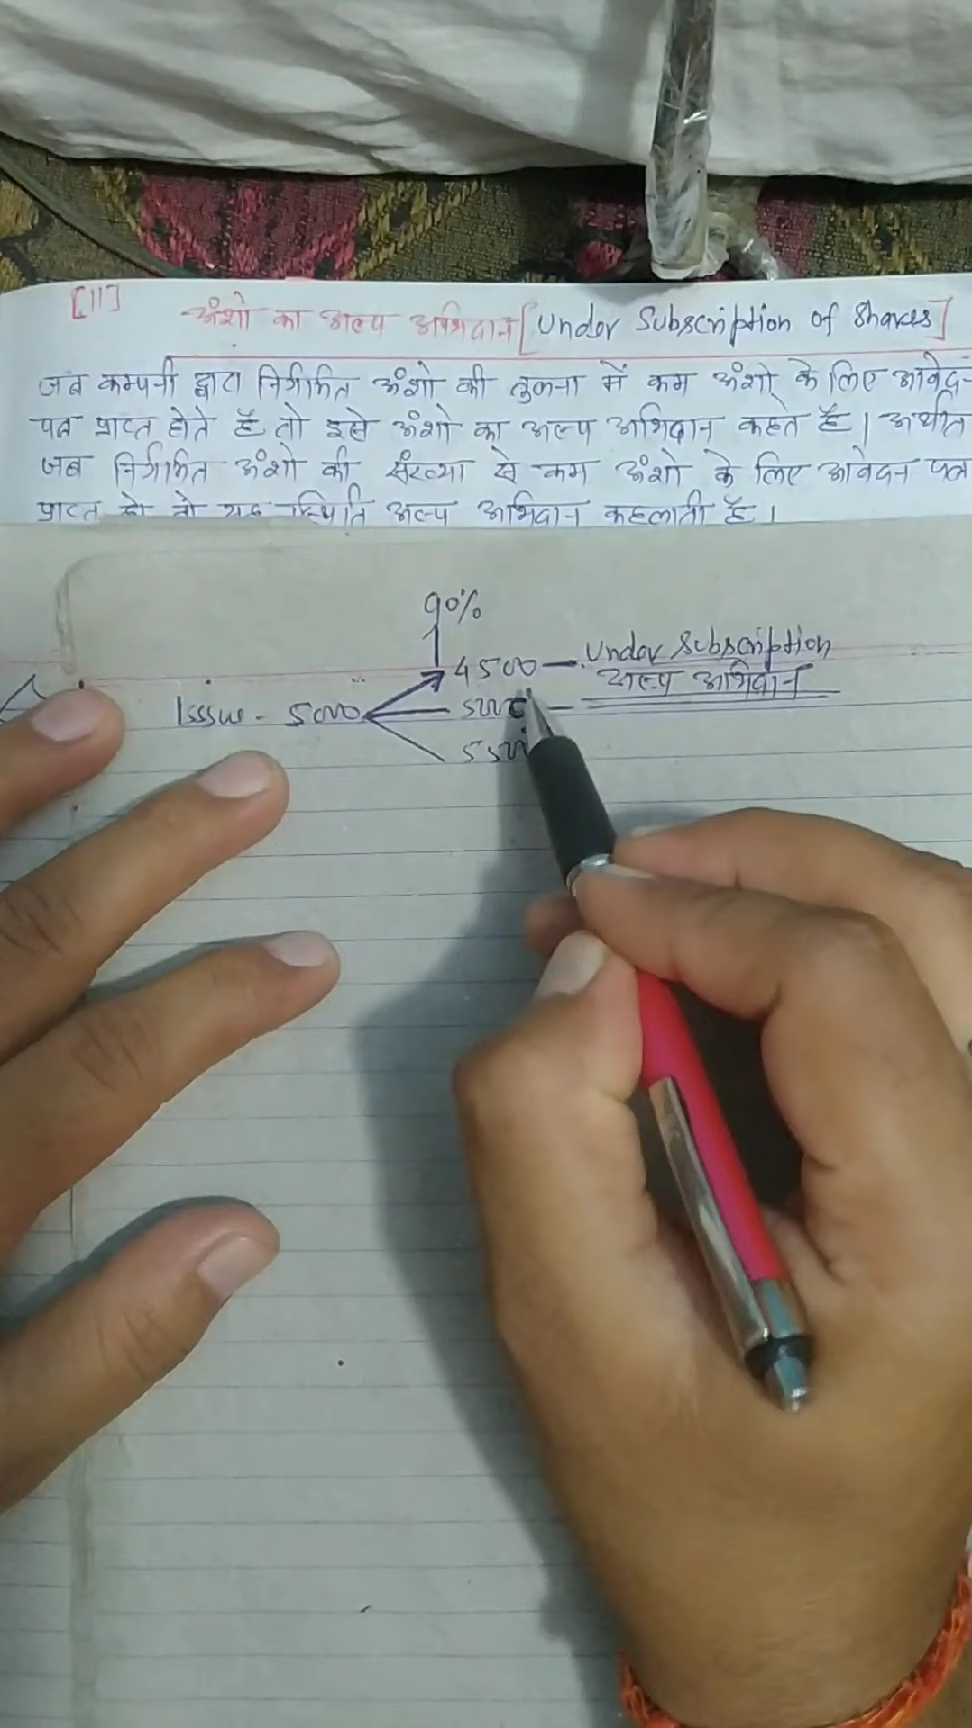 [11]
अंशो का अल्प अभिदान [Under Subscription of Shares]
जब कम्पनी द्वारा निर्गमित अंशो की तुलना में कम अंशो के लिए आवेदन
पत्र प्राप्त होते है तो इसे अंशो का अल्प अभिदान कहते है। अर्थात
जब निर्गमित अंशो की संख्या से कम अंशो के लिए आवेदन पत्र
प्राप्त हो तो यह स्थिति अल्प अभिदान कहलाती है।
90%
4500 — Under Subscription
अल्प अभिदान
Issue - 5000
5000 —